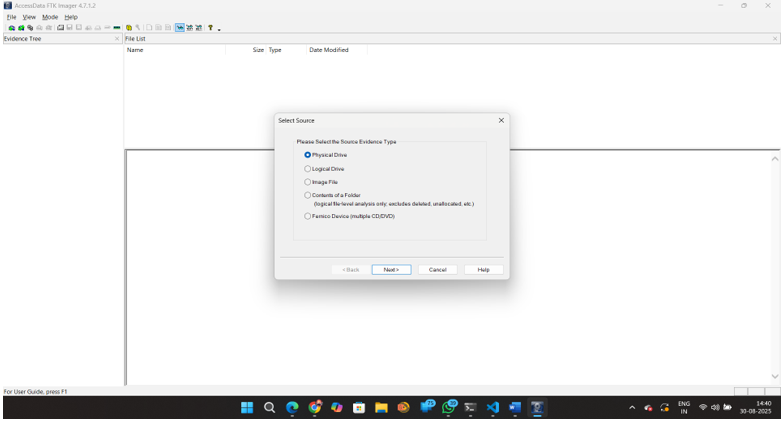 AccessData FTK Imager 4.7.1.2
File View Mode Help
Evidence Tree
File List
Name Size Type Date Modified
Select Source
Please Select the Source Evidence Type
Physical Drive
Logical Drive
Image File
Contents of a Folder
(logical file-level analysis only; excludes deleted, unallocated, etc.)
Fernico Device (multiple CD/DVD)
< Back Next > Cancel Help
For User Guide, press F1
ENG
IN
14:40
30-08-2025